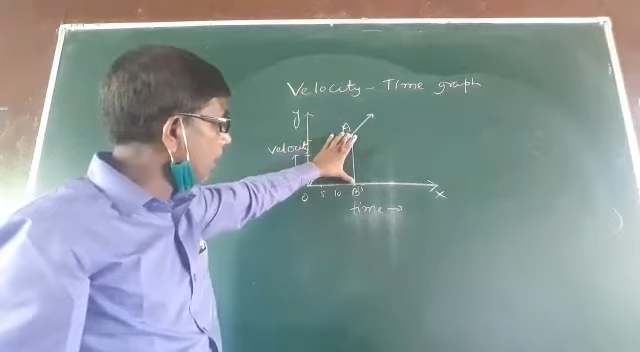 Velocity - Time graph
y
A
velocity
0 5 10 B
X
time →